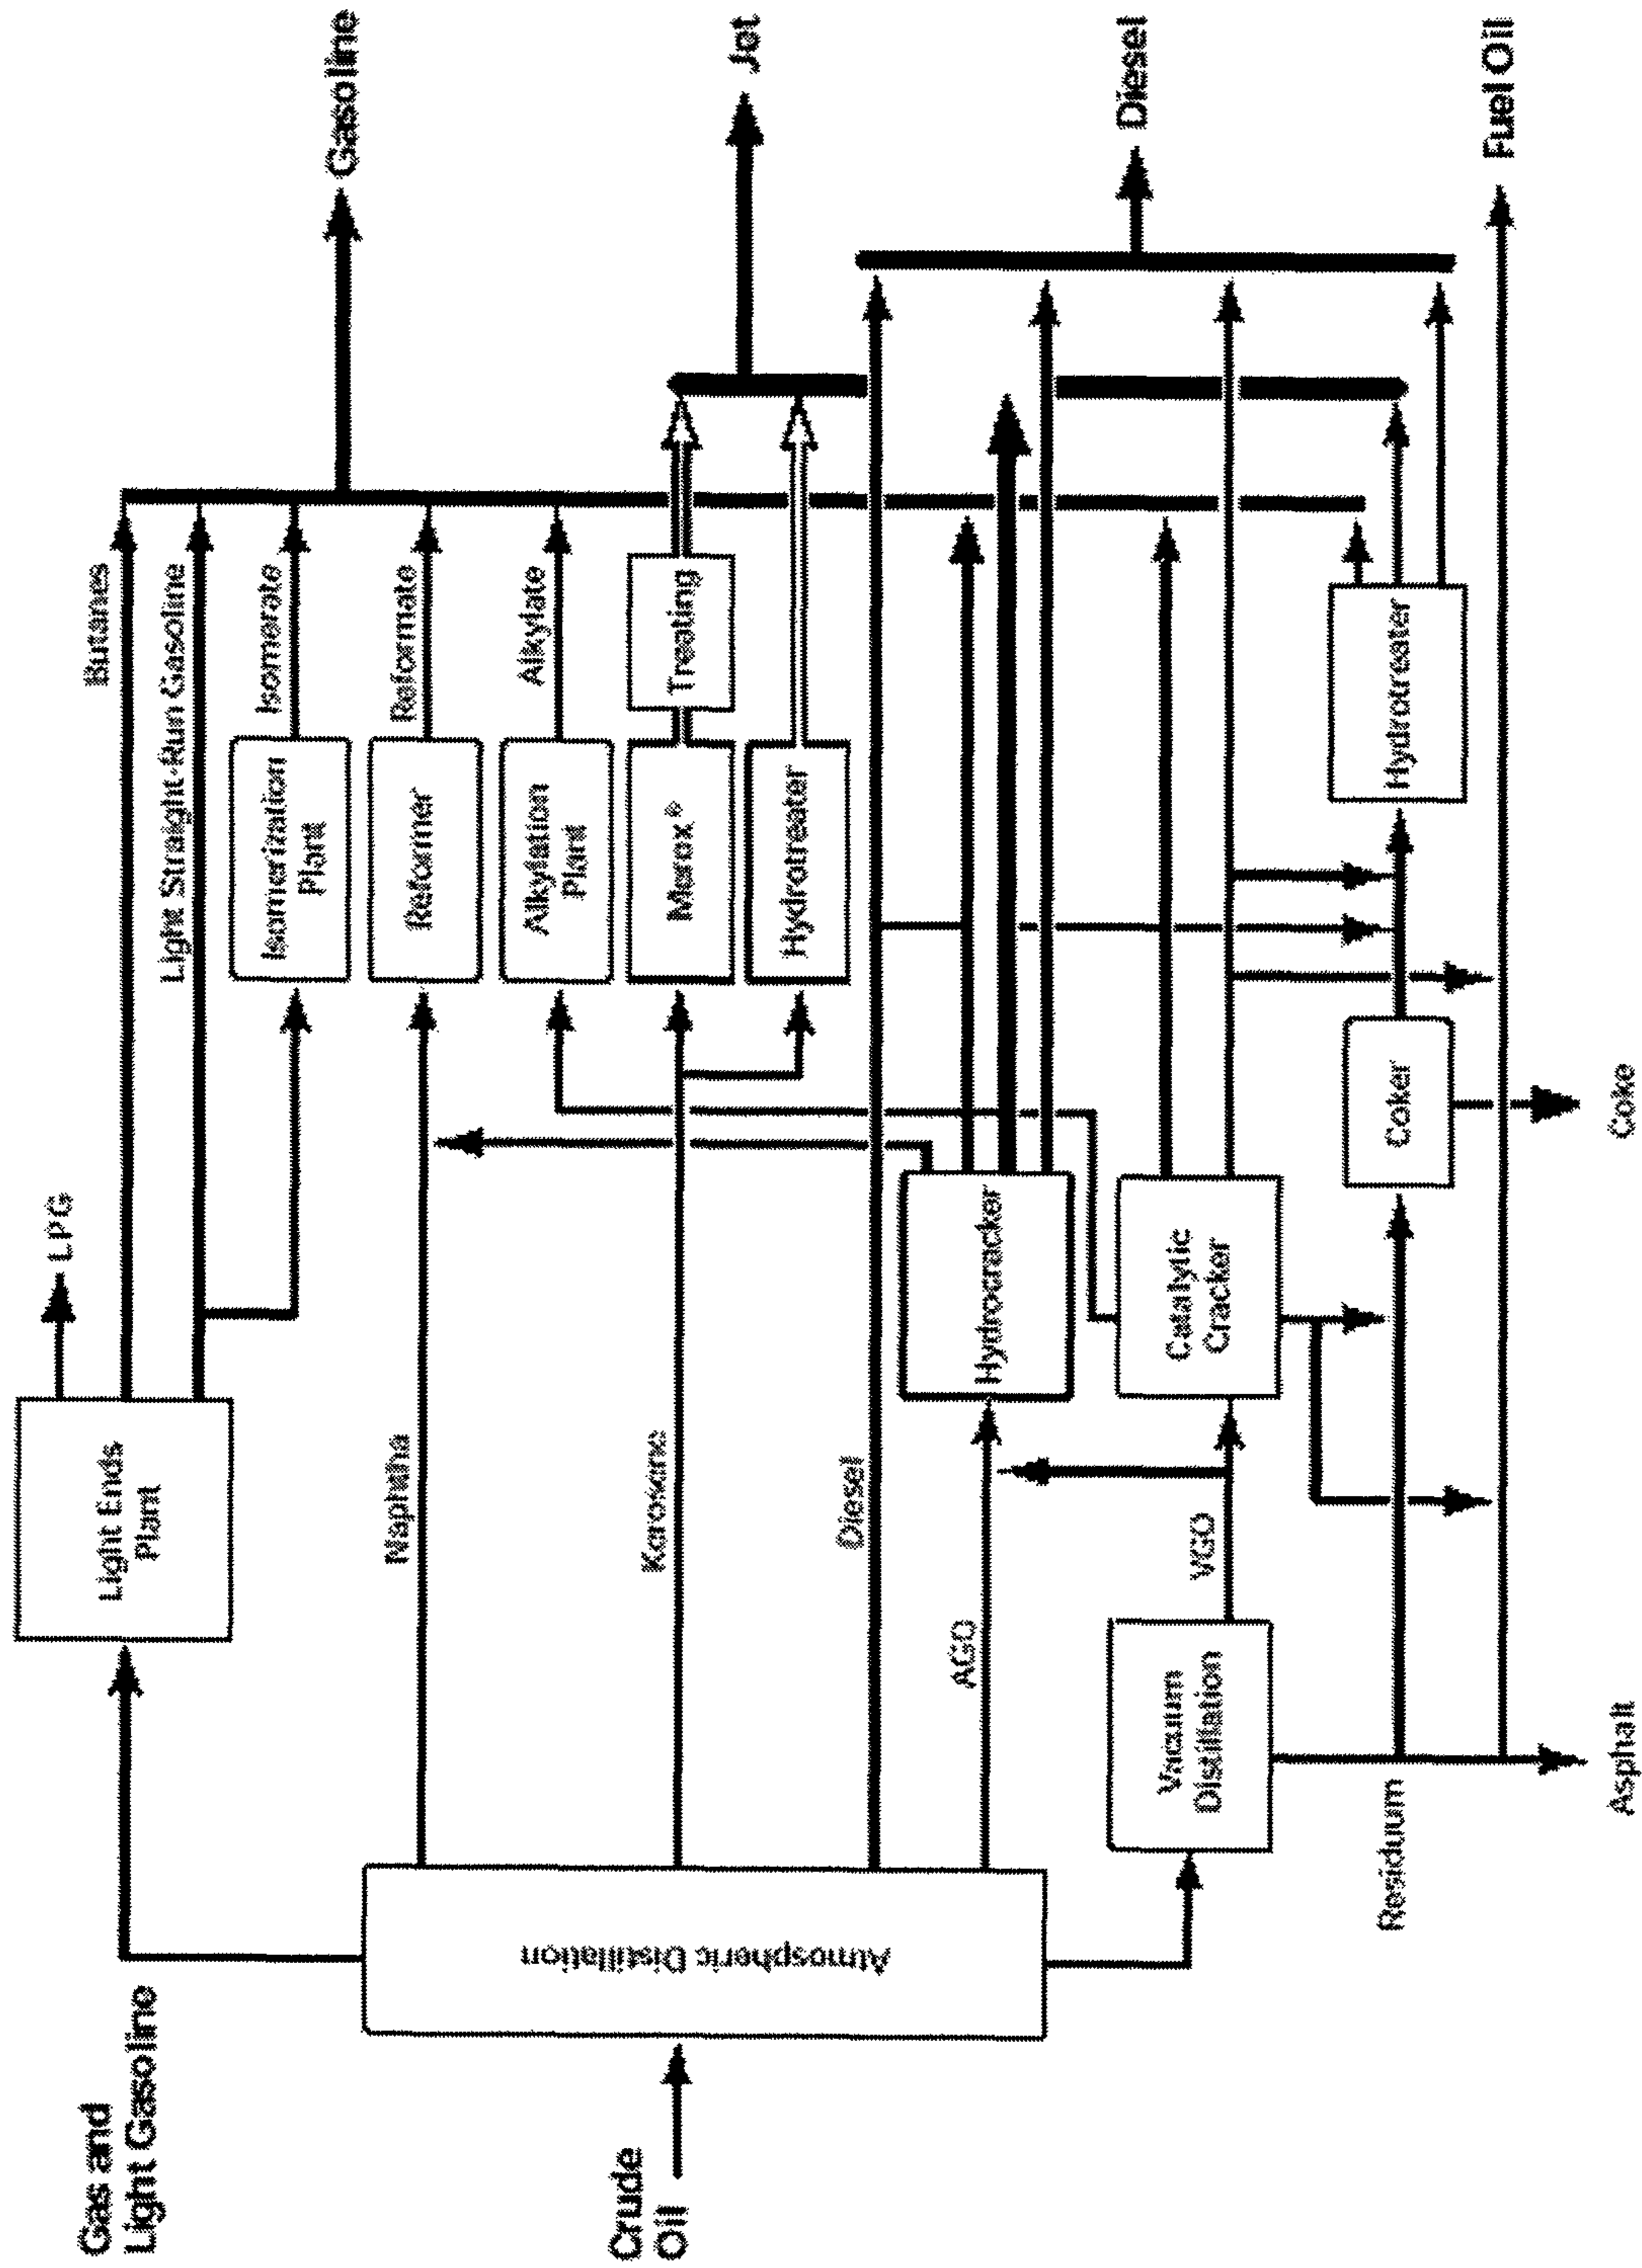 Gas and
Light Gasoline
Crude
Oil
Atmospheric Distillation
Light Ends
Plant
LPG
Butanes
Light Straight-Run Gasoline
Isomerization
Plant
Isomerate
Naphtha
Reformer
Reformate
Alkylation
Plant
Alkylate
Kerosene
Merox®
Treating
Hydrotreater
Diesel
AGO
Hydrocracker
Vacuum
Distillation
VGO
Catalytic
Cracker
Residuum
Coker
Hydrotreater
Asphalt
Coke
Gasoline
Jet
Diesel
Fuel Oil